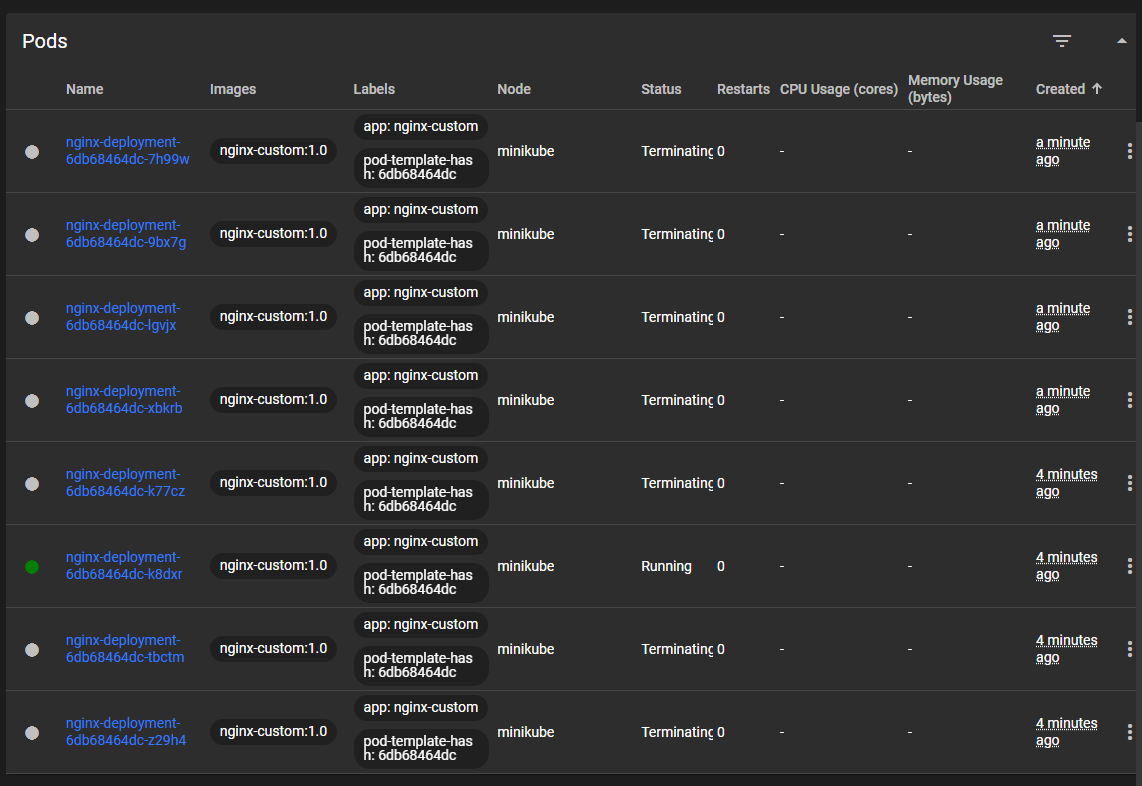 Pods
Name Images Labels Node Status Restarts CPU Usage (cores) Memory Usage (bytes) Created
nginx-deployment-6db68464dc-7h99w nginx-custom:1.0 app: nginx-custom pod-template-hash: 6db68464dc minikube Terminating 0 - - a minute ago
nginx-deployment-6db68464dc-9bx7g nginx-custom:1.0 app: nginx-custom pod-template-hash: 6db68464dc minikube Terminating 0 - - a minute ago
nginx-deployment-6db68464dc-lgvjx nginx-custom:1.0 app: nginx-custom pod-template-hash: 6db68464dc minikube Terminating 0 - - a minute ago
nginx-deployment-6db68464dc-xbkrb nginx-custom:1.0 app: nginx-custom pod-template-hash: 6db68464dc minikube Terminating 0 - - a minute ago
nginx-deployment-6db68464dc-k77cz nginx-custom:1.0 app: nginx-custom pod-template-hash: 6db68464dc minikube Terminating 0 - - 4 minutes ago
nginx-deployment-6db68464dc-k8dxr nginx-custom:1.0 app: nginx-custom pod-template-hash: 6db68464dc minikube Running 0 - - 4 minutes ago
nginx-deployment-6db68464dc-tbctm nginx-custom:1.0 app: nginx-custom pod-template-hash: 6db68464dc minikube Terminating 0 - - 4 minutes ago
nginx-deployment-6db68464dc-z29h4 nginx-custom:1.0 app: nginx-custom pod-template-hash: 6db68464dc minikube Terminating 0 - - 4 minutes ago